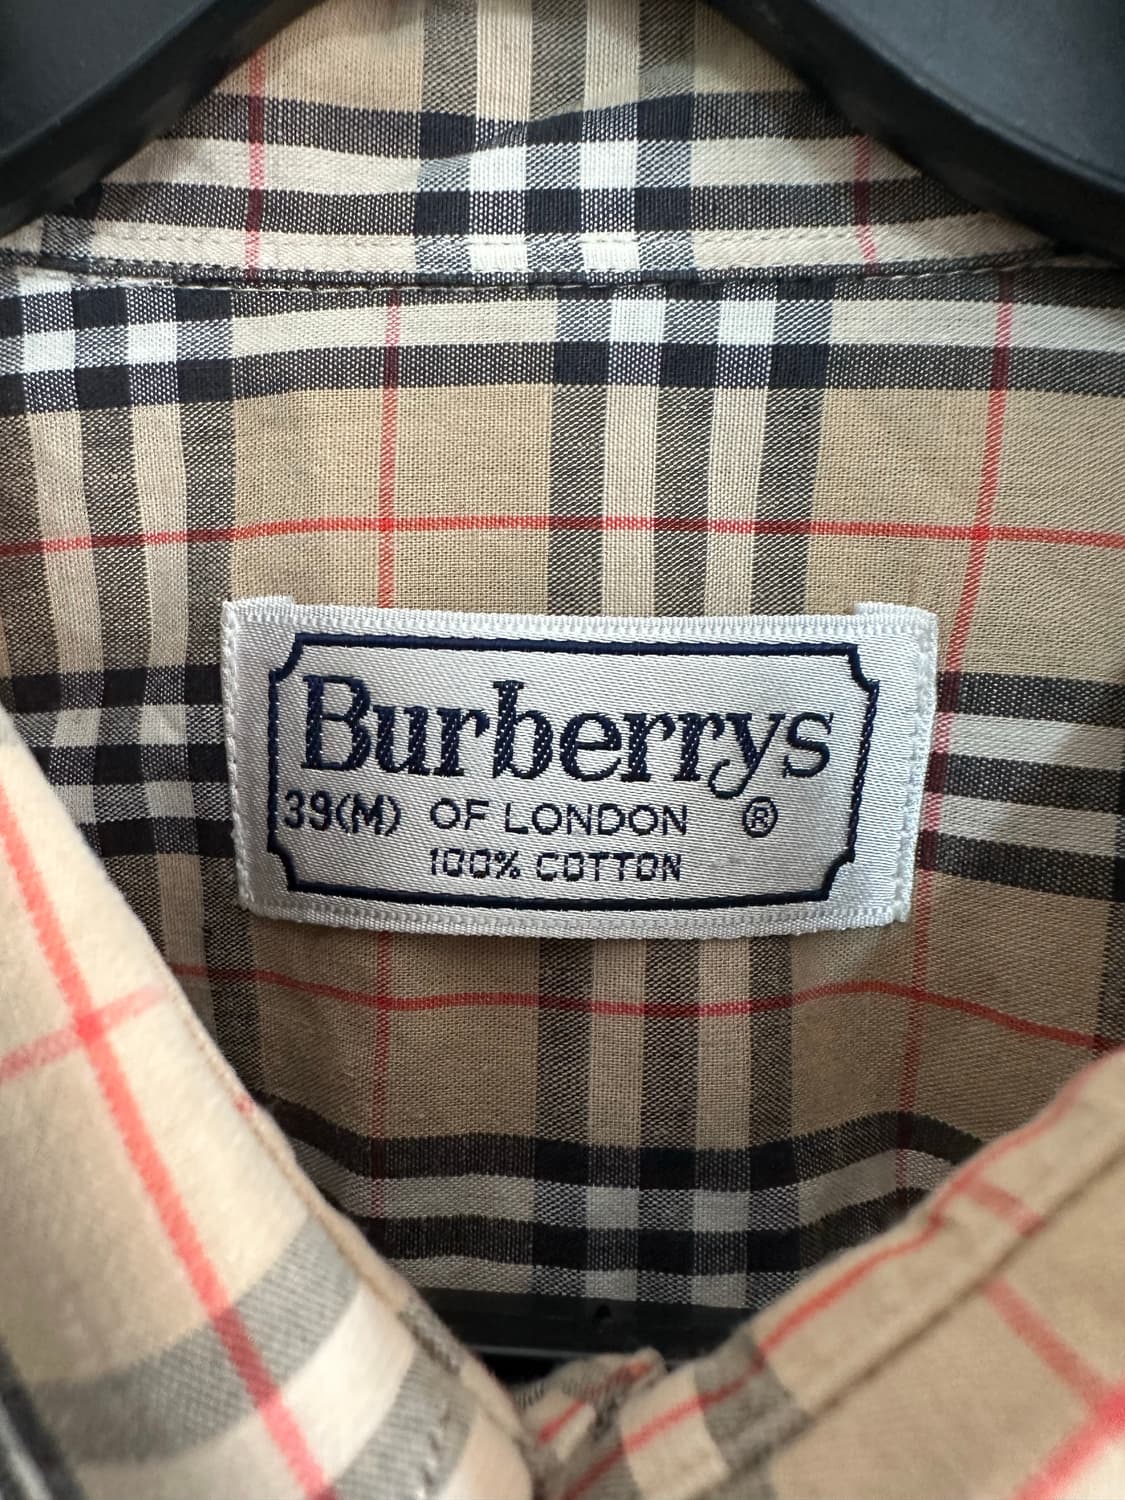 Burberrys
39(M) OF LONDON ®
100% COTTON